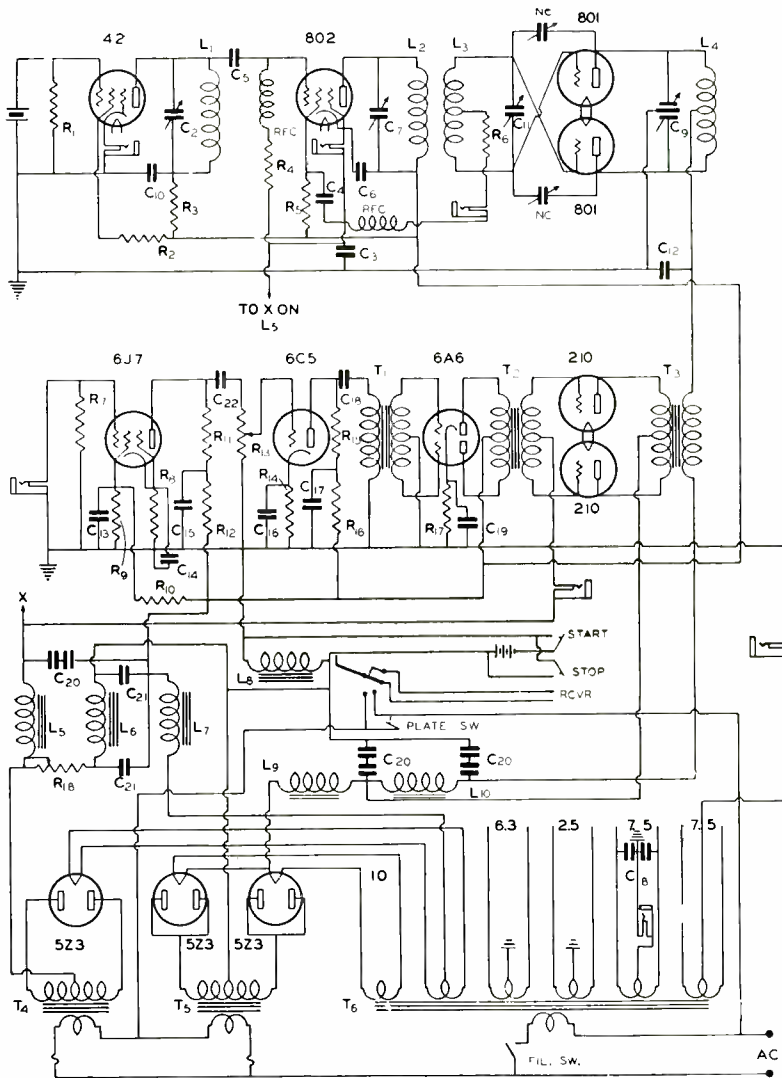 42 802 801
L1 L2 L3 L4
NC
C5
R1 C2 RFC C7 C11 R6 C9
C10 R4 C4 C6
R3 R5 RFC NC 801
R2 C3 C12
TO X ON
L5
6J7 6C5 6A6 210
T1 T2 T3
C22 C18
R7 R11 R13 R15
R8 R14 C17
C13 C15 R12 C16 R16 R17 C19 210
R9 C14
R10
X
START
C20 C21 L8 STOP
RCVR
L5 L6 L7 PLATE SW
R18 C21 L9 C20 C20
L10
6.3 2.5 7.5 7.5
10 C8
5Z3 5Z3 5Z3
T4 T5 T6
FIL. SW. AC